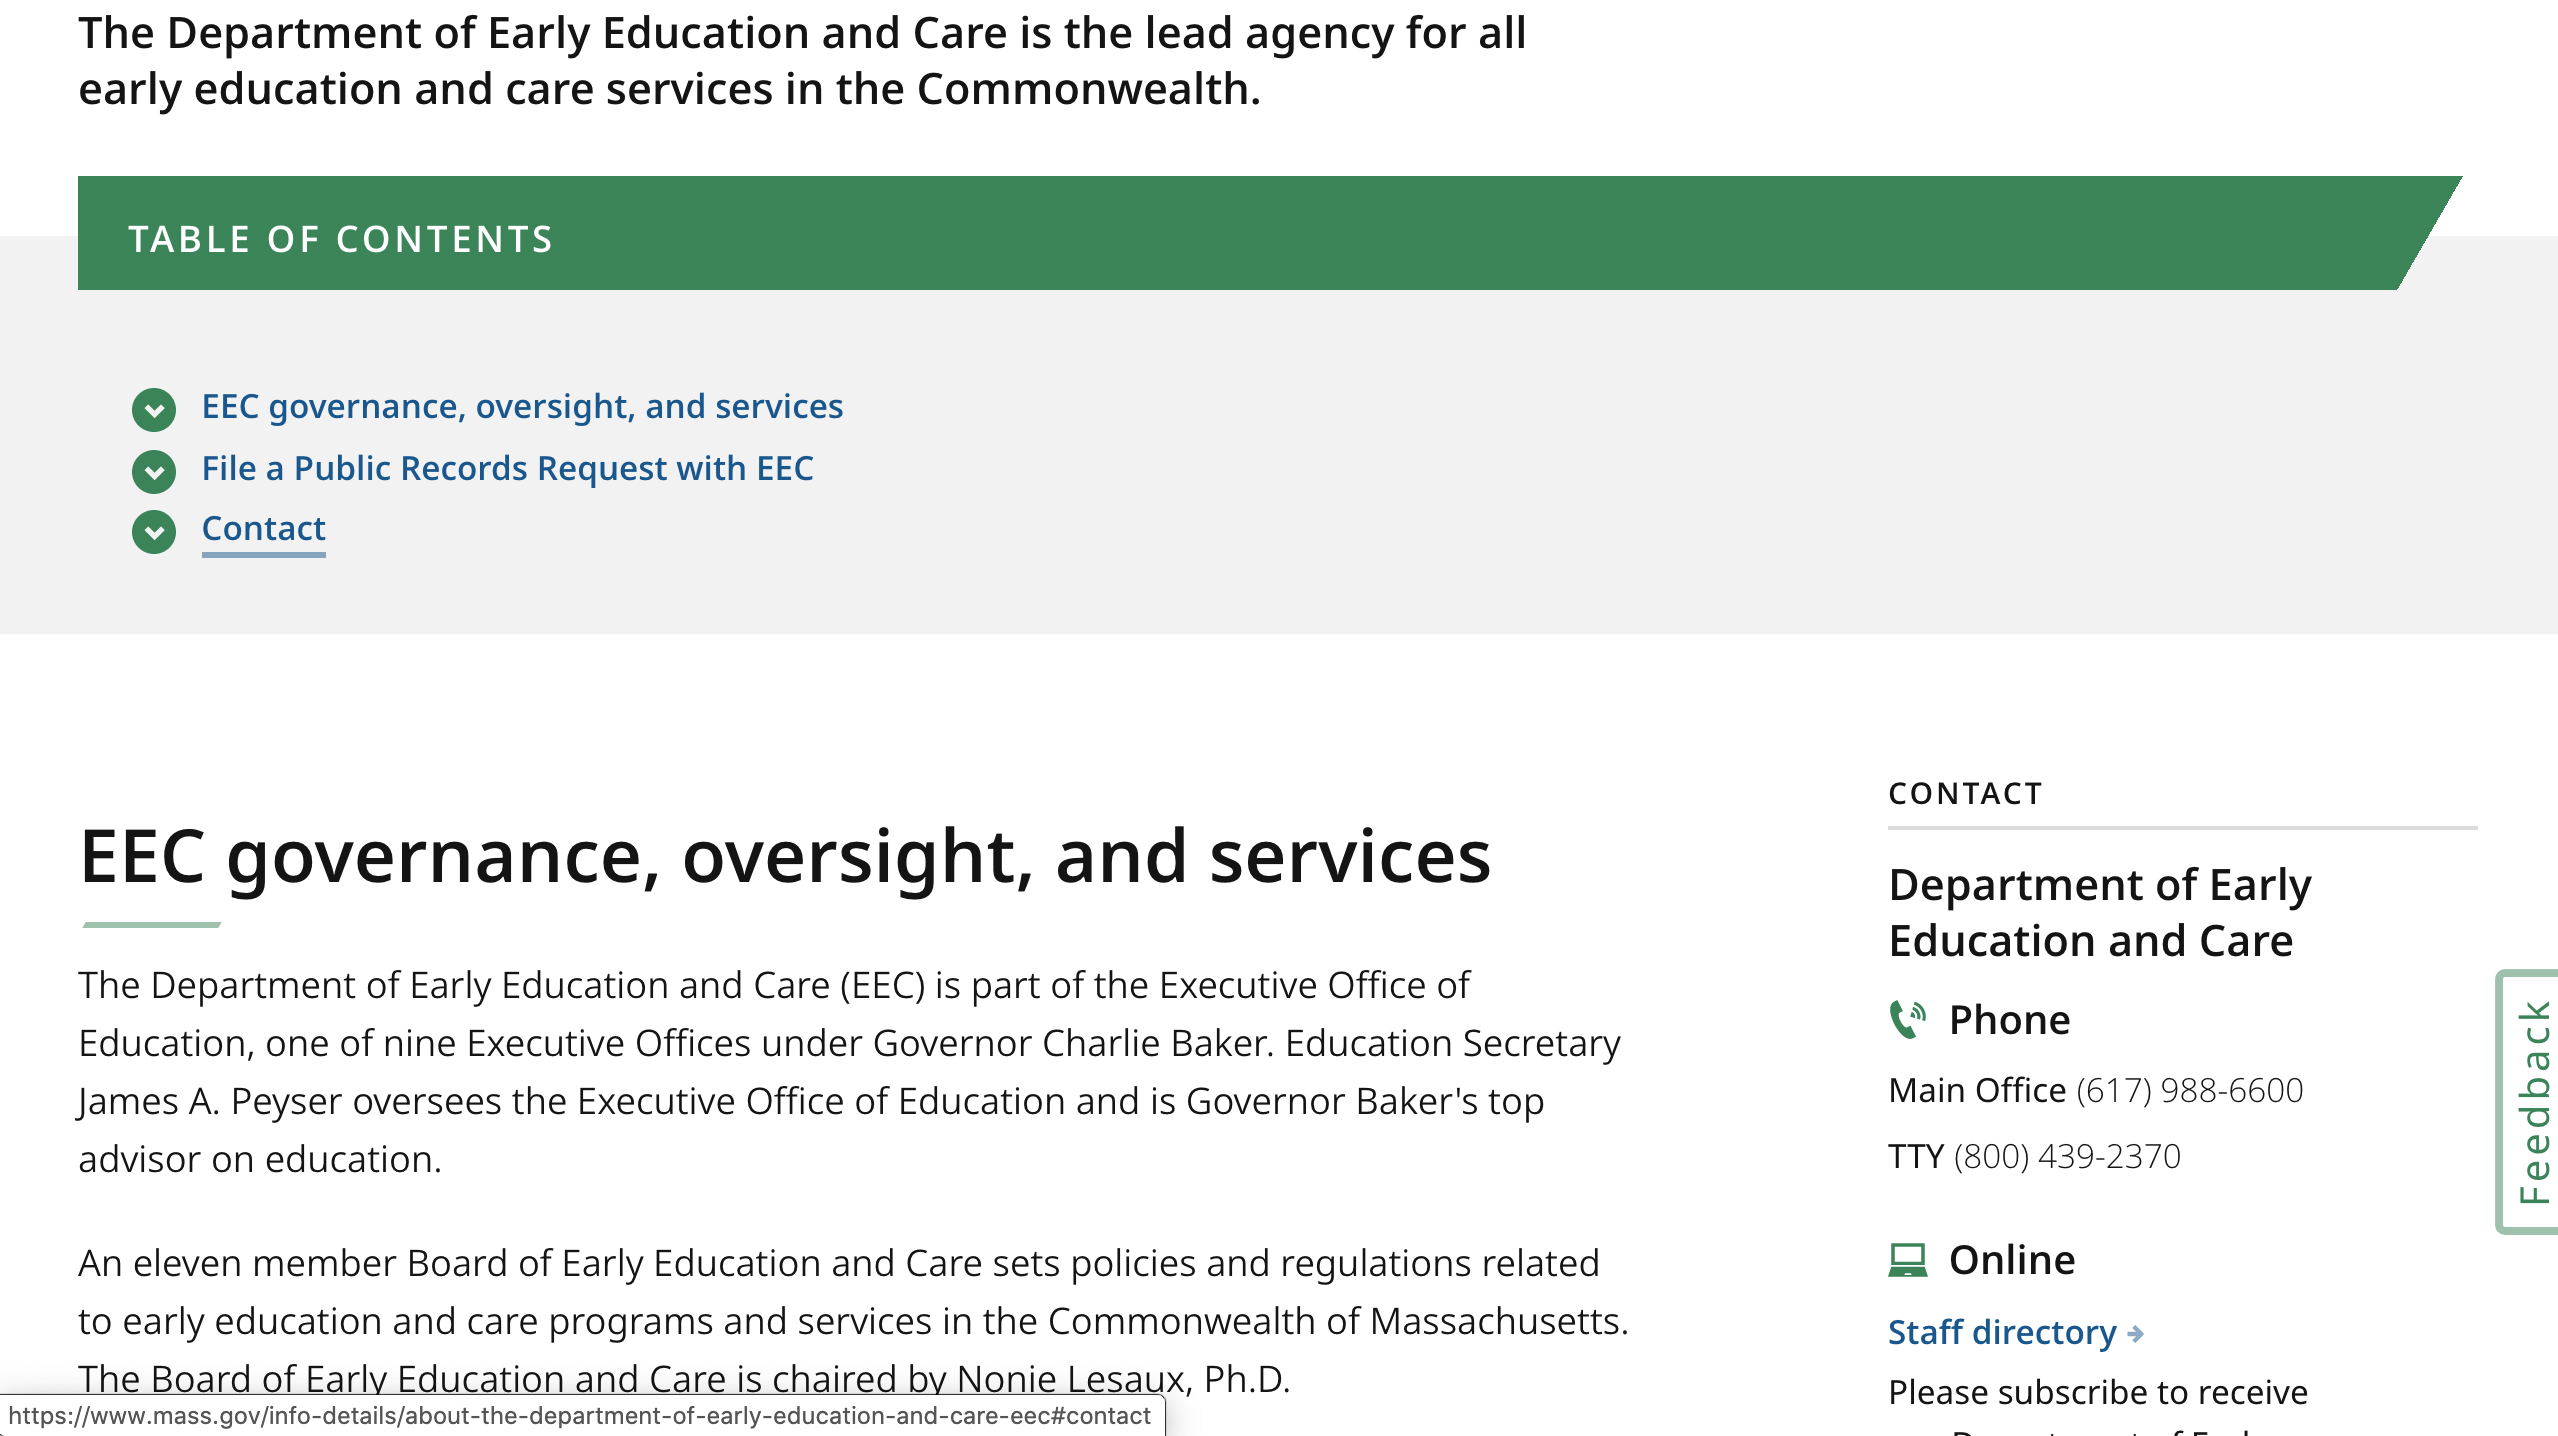 The Department of Early Education and Care is the lead agency for all
early education and care services in the Commonwealth.
TABLE OF CONTENTS
EEC governance, oversight, and services
File a Public Records Request with EEC
Contact
EEC governance, oversight, and services
The Department of Early Education and Care (EEC) is part of the Executive Office of
Education, one of nine Executive Offices under Governor Charlie Baker. Education Secretary
James A. Peyser oversees the Executive Office of Education and is Governor Baker's top
advisor on education.
An eleven member Board of Early Education and Care sets policies and regulations related
to early education and care programs and services in the Commonwealth of Massachusetts.
The Board of Early Education and Care is chaired by Nonie Lesaux, Ph.D.
CONTACT
Department of Early
Education and Care
Phone
Main Office (617) 988-6600
TTY (800) 439-2370
Online
Staff directory
Please subscribe to receive
Feedback
https://www.mass.gov/info-details/about-the-department-of-early-education-and-care-eec#contact